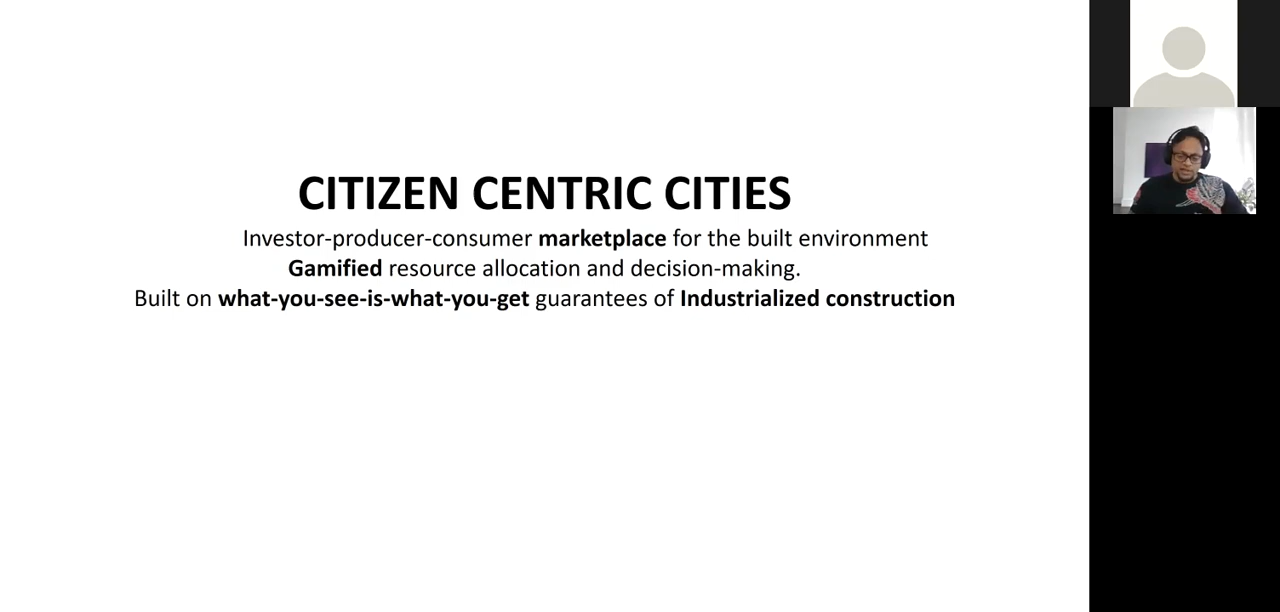 CITIZEN CENTRIC CITIES
Investor-producer-consumer marketplace for the built environment
Gamified resource allocation and decision-making.
Built on what-you-see-is-what-you-get guarantees of Industrialized construction